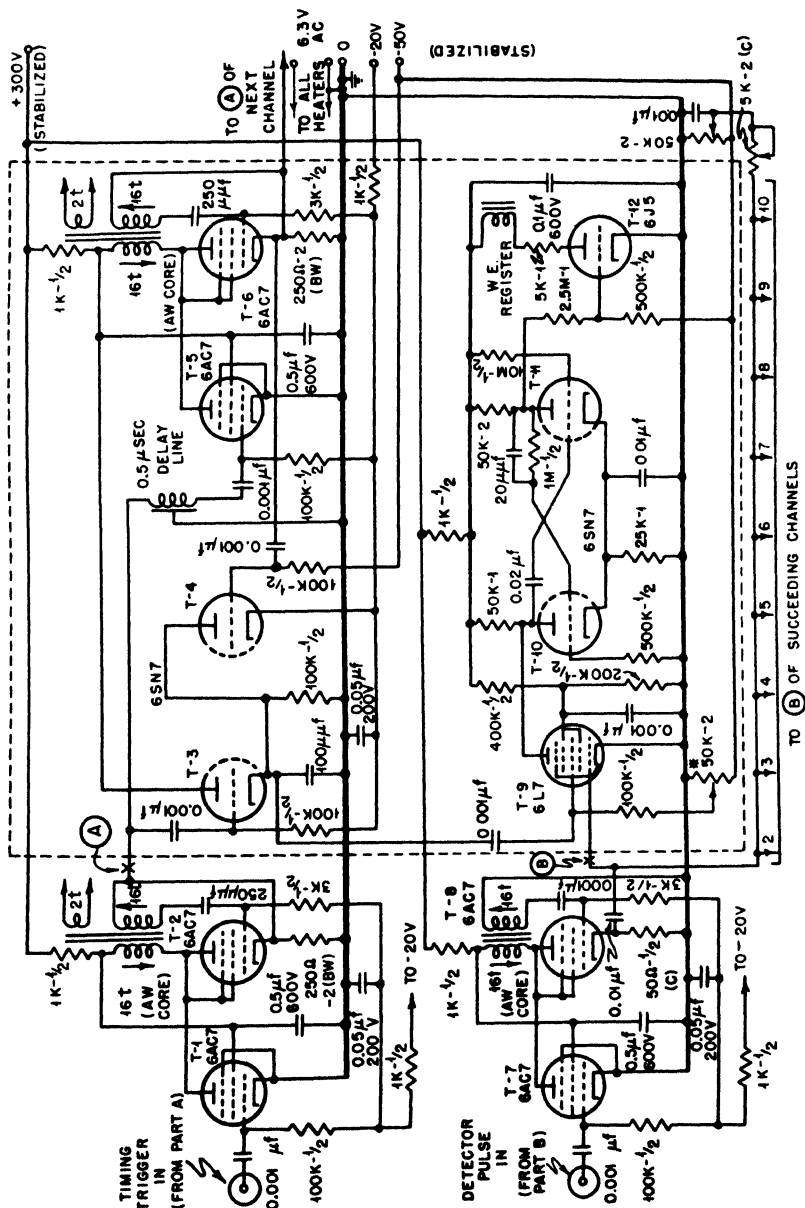 +300V
(STABILIZED)
1K-½
2t
16t
16t
(AW CORE)
T-1
6AC7
T-2
6AC7
250μμf
3K-½
0.5μf
600V
250Ω
-2(BW)
0.05μf
200V
1K-½
TO-20V
TIMING
TRIGGER
IN
(FROM PART A)
0.001
μf
100K-½
A
0.001μf
T-3
100K-½
100μμf
6SN7
T-4
100K-½
0.05μf
200V
0.001μf
100K-½
0.5μSEC
DELAY
LINE
0.001μf
100K-½
T-5
6AC7
0.5μf
600V
1K-½
2t
16t
16t
(AW CORE)
250
μμf
T-6
6AC7
3K-½
250Ω-2
(BW)
1K-½
TO A OF
NEXT
CHANNEL
TO ALL
HEATERS
6.3V
AC
0
-20V
-50V
(STABILIZED)
DETECTOR
PULSE
IN
(FROM
PART B)
0.001
μf
100K-½
T-7
6AC7
1K-½
16t
(AW
CORE)
T-8
6AC7
16t
.0001μf
3K-1/2
0.01μf
50Ω-½
(C)
0.5μf
600V
0.05μf
200V
1K-½
TO-20V
B
0.001μf
T-9
6L7
100K-½
*
50K-2
400K-½
0.001μf
200K-½
50K-1
T-10
500K-½
0.02μf
6SN7
25K-1
0.01μf
1K-½
50K-2
20μμf
1M-½
T-11
10M-½
W.E.
REGISTER
5K-½
0.1μf
600V
2.5M-1
T-12
6J5
500K-½
50K-2
.001μf
5K-2 (C)
2
3
4
5
6
7
8
9
10
TO B OF SUCCEEDING CHANNELS